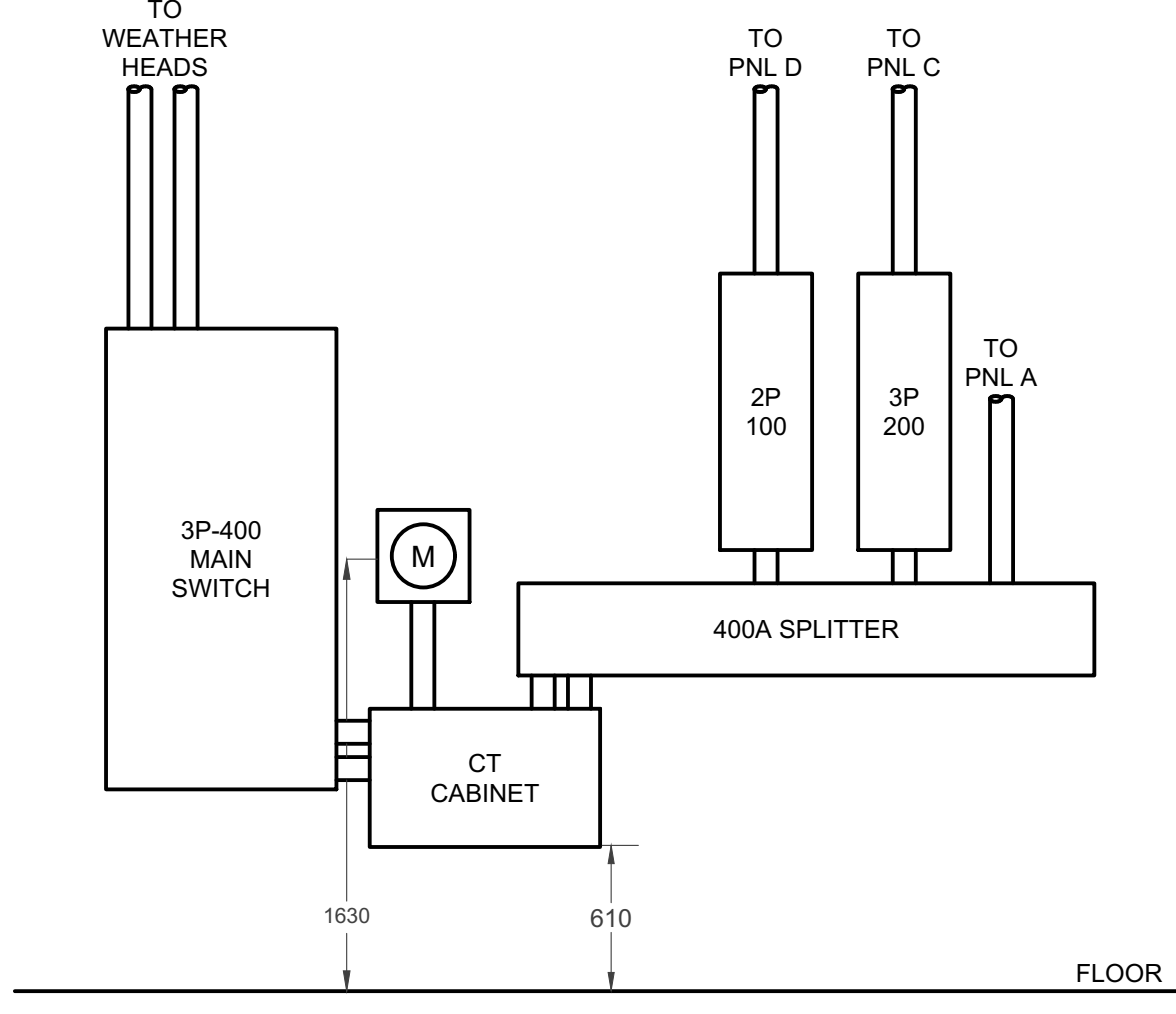 TO
WEATHER
HEADS
TO
PNL D
TO
PNL C
TO
PNL A
2P
100
3P
200
3P-400
MAIN
SWITCH
M
400A SPLITTER
CT
CABINET
1630
610
FLOOR